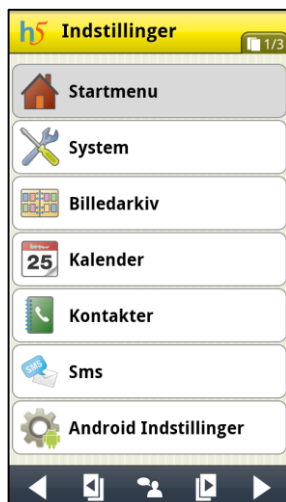 h5 Indstillinger
1/3
Startmenu
System
Billedarkiv
25 Kalender
Kontakter
SMS Sms
Android Indstillinger